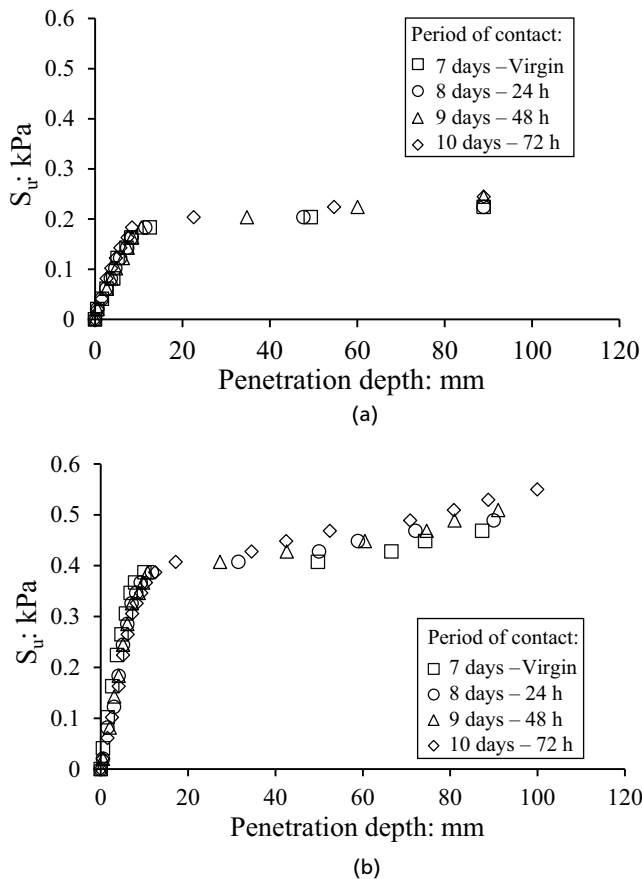 0.6
0.5
0.4
0.3
0.2
0.1
0
Su: kPa
Period of contact:
7 days –Virgin
8 days – 24 h
9 days – 48 h
10 days – 72 h
0 20 40 60 80 100 120
Penetration depth: mm
(a)
0.6
0.5
0.4
0.3
0.2
0.1
0
Su: kPa
Period of contact:
7 days –Virgin
8 days – 24 h
9 days – 48 h
10 days – 72 h
0 20 40 60 80 100 120
Penetration depth: mm
(b)